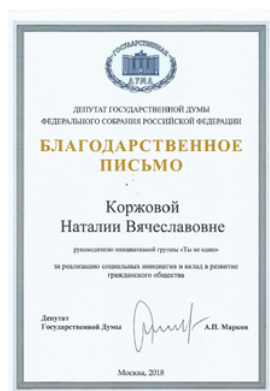 ГОСУДАРСТВЕННАЯ
ДУМА
ДЕПУТАТ ГОСУДАРСТВЕННОЙ ДУМЫ
ФЕДЕРАЛЬНОГО СОБРАНИЯ РОССИЙСКОЙ ФЕДЕРАЦИИ
БЛАГОДАРСТВЕННОЕ
ПИСЬМО
Коржовой
Наталии Вячеславовне
руководителю инициативной группы «Ты не один»
за реализацию социальных инициатив и вклад в развитие
гражданского общества
Депутат
Государственной Думы
А.П. Марков
Москва, 2018